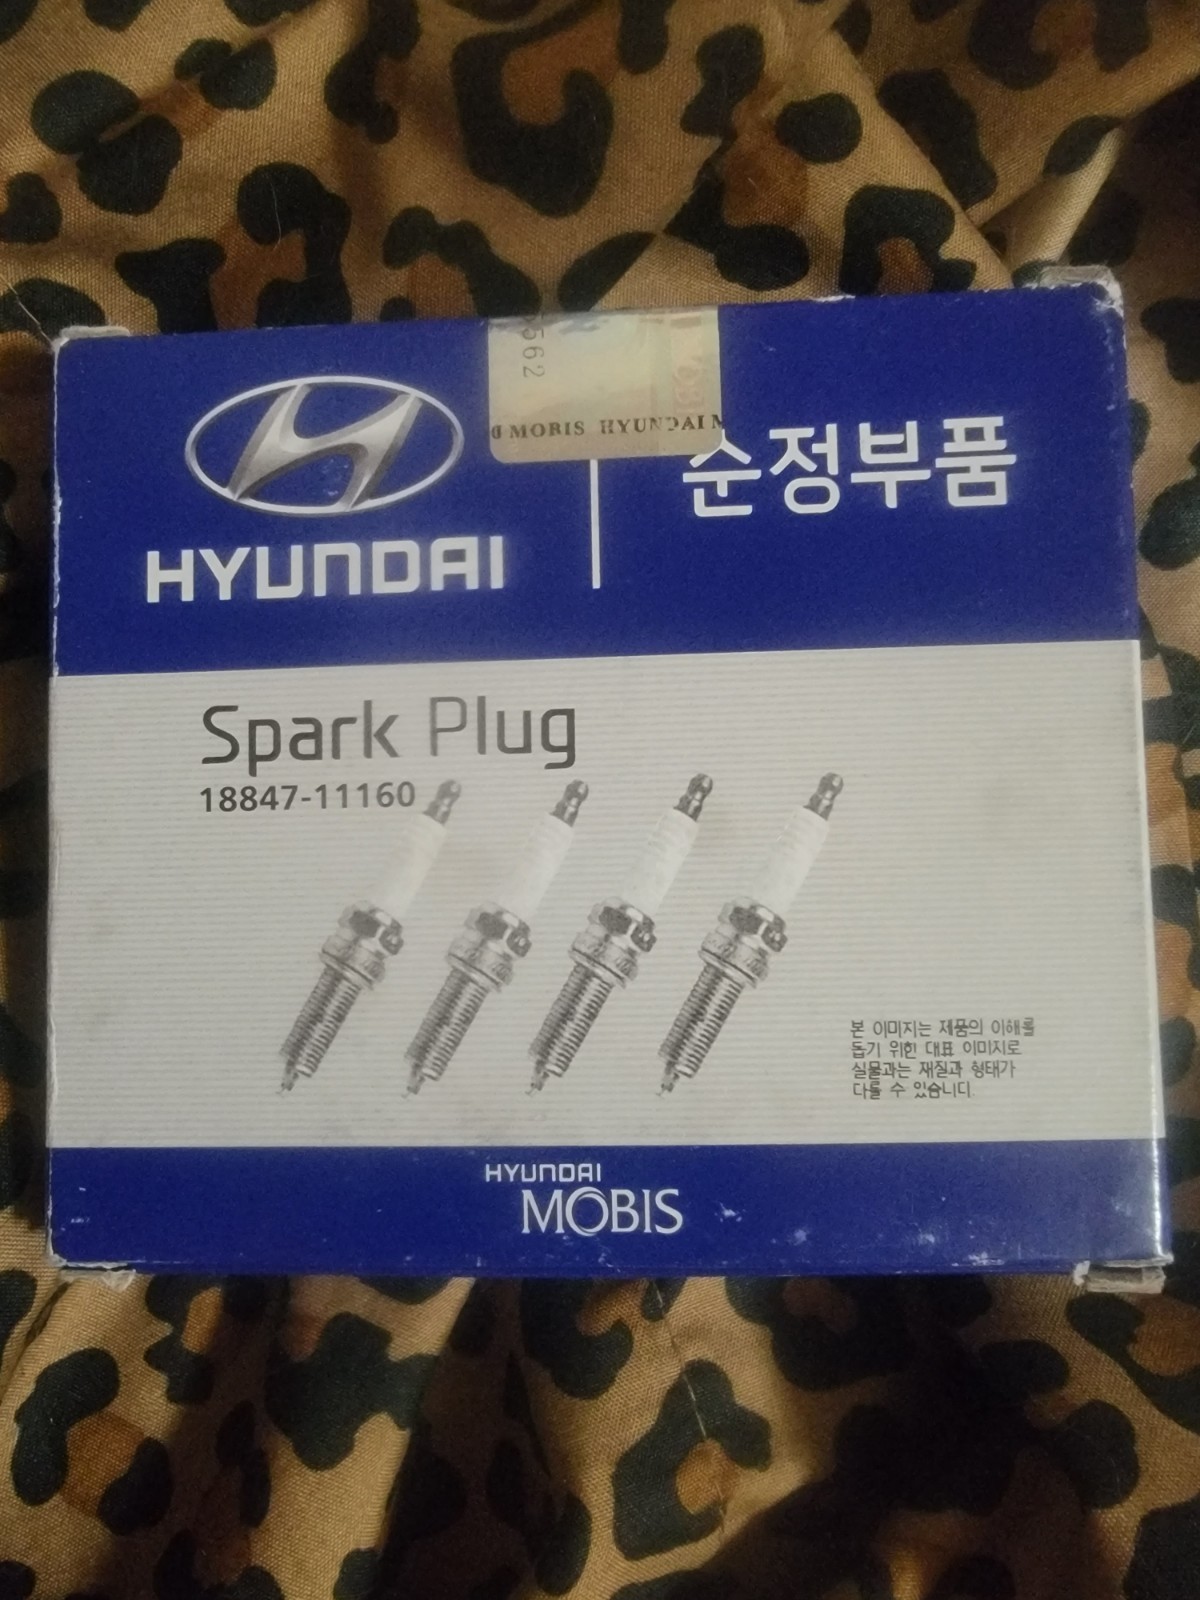 562
MOBIS HYUNDAI M
HYUNDAI
순정부품
Spark Plug
18847-11160
본 이미지는 제품의 이해를
돕기 위한 대표 이미지로
실물과는 재질과 형태가
다를 수 있습니다.
HYUNDAI
MOBIS